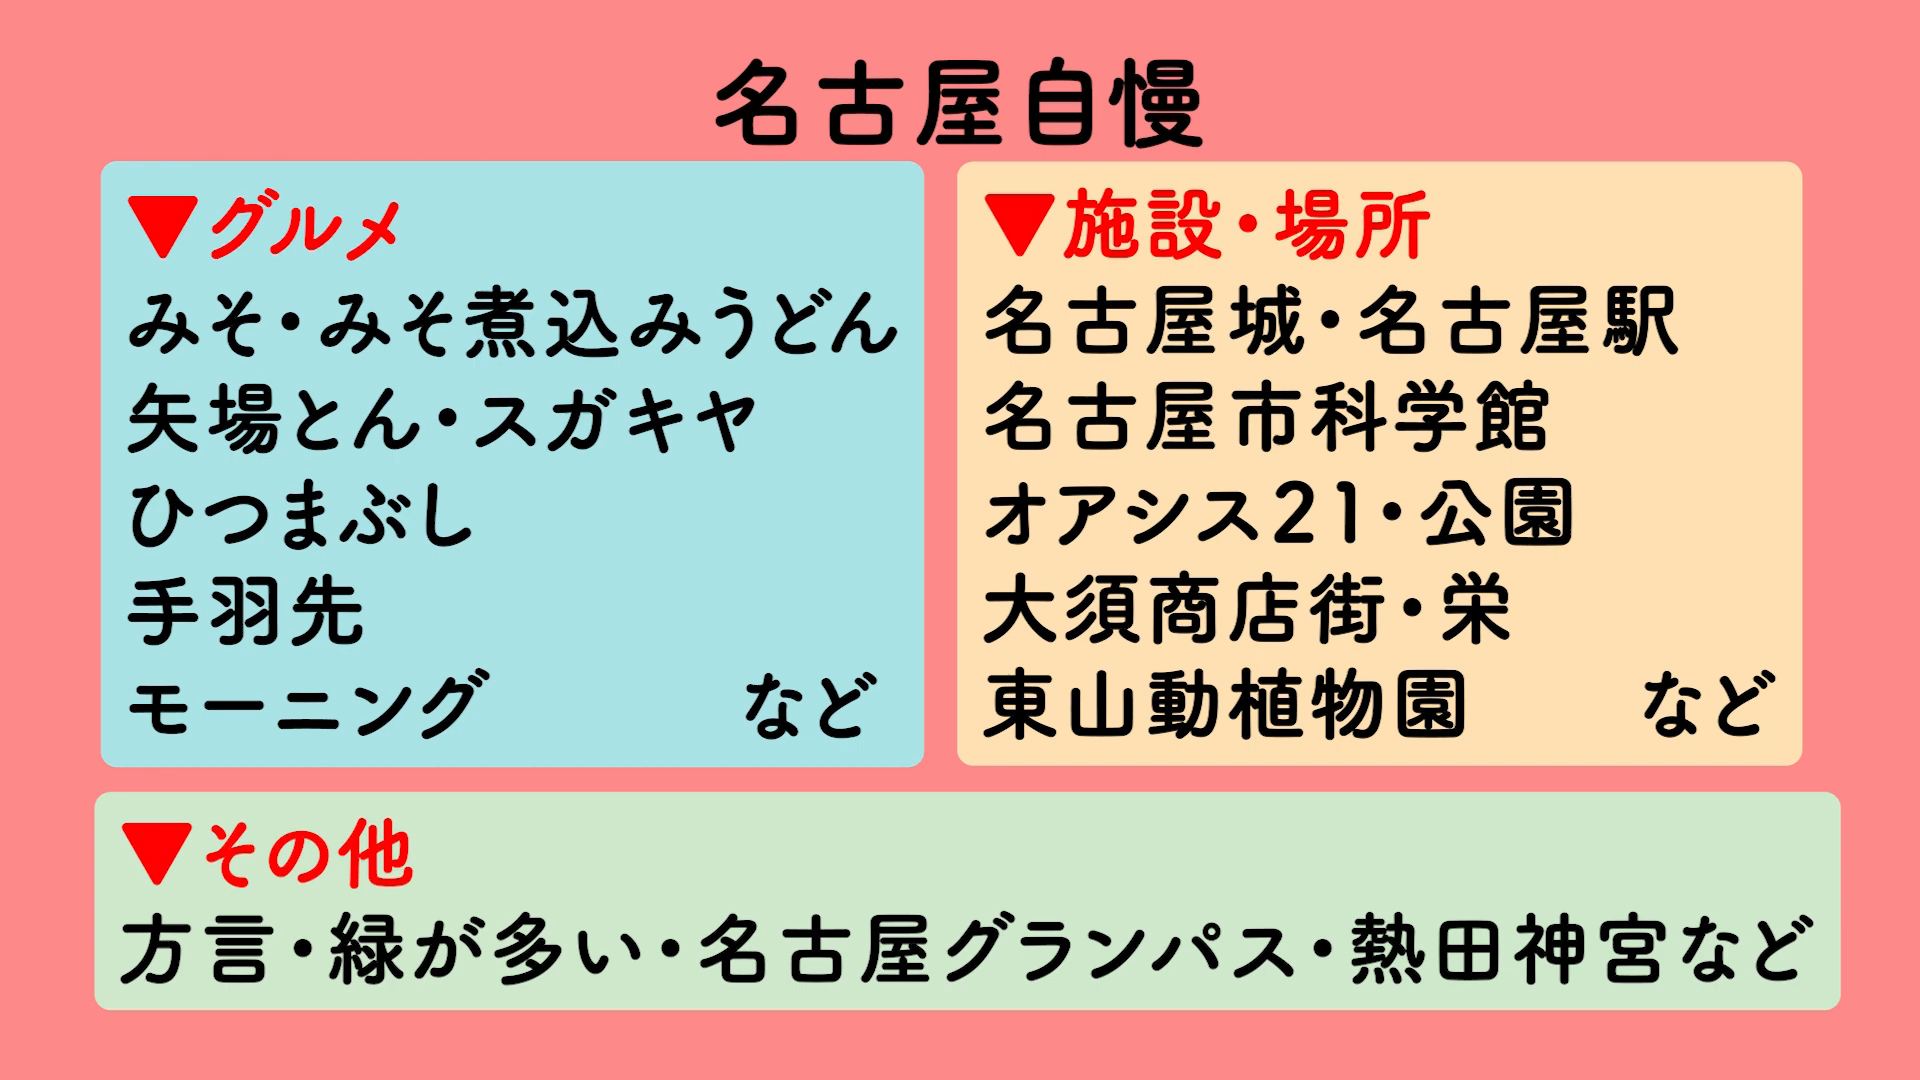 名古屋自慢
▼グルメ
みそ・みそ煮込みうどん
矢場とん・スガキヤ
ひつまぶし
手羽先
モーニング　など
▼施設・場所
名古屋城・名古屋駅
名古屋市科学館
オアシス21・公園
大須商店街・栄
東山動植物園　など
▼その他
方言・緑が多い・名古屋グランパス・熱田神宮など